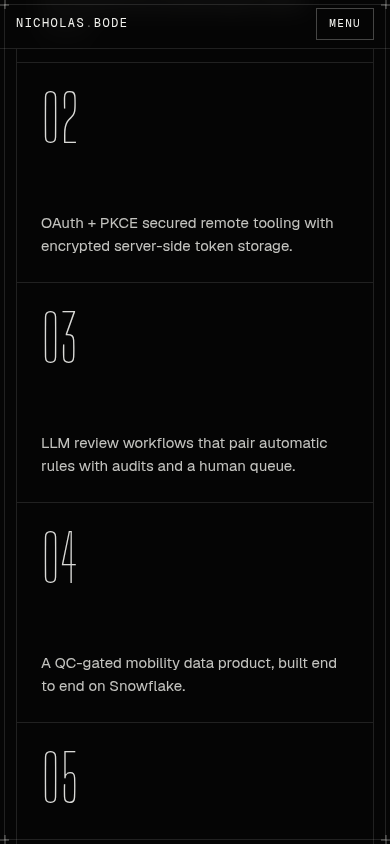 NICHOLAS.BODE
MENU
02
OAuth + PKCE secured remote tooling with
encrypted server-side token storage.
03
LLM review workflows that pair automatic
rules with audits and a human queue.
04
A QC-gated mobility data product, built end
to end on Snowflake.
05